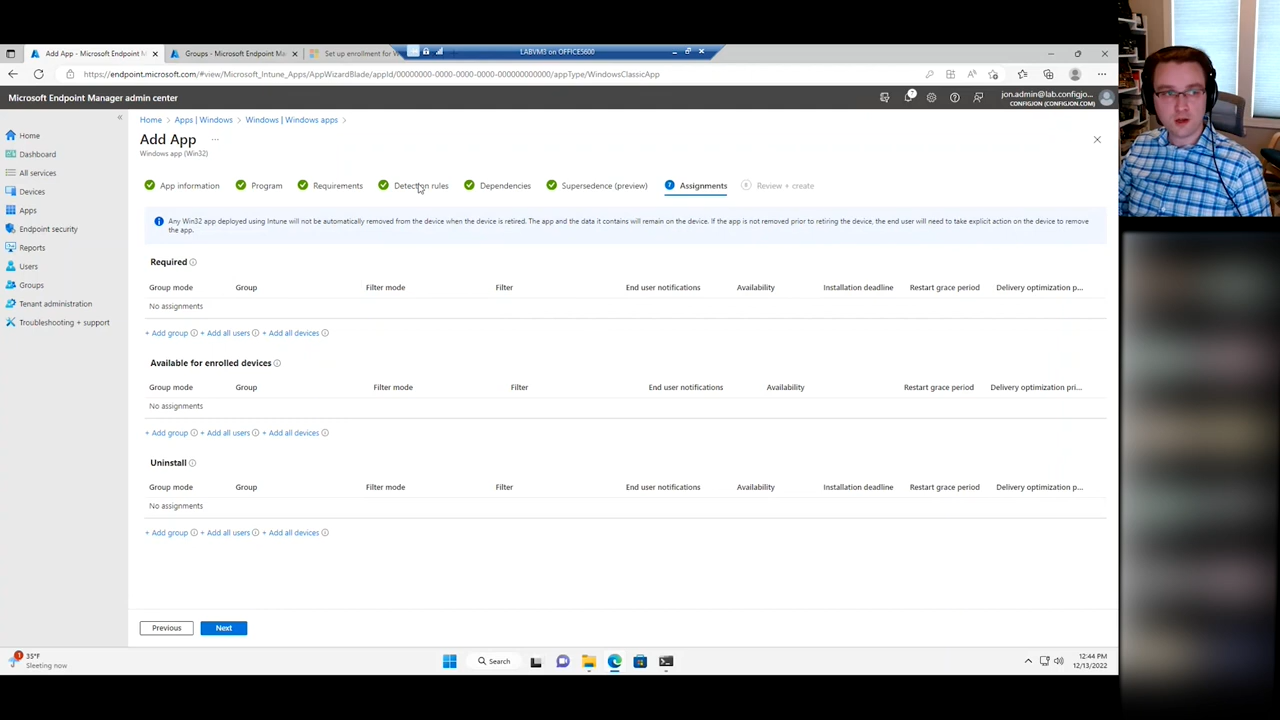 LABVM3 on OFFICE5600
Add App - Microsoft Endpoint M
Groups - Microsoft Endpoint Ma
Set up enrollment for W
https://endpoint.microsoft.com/#view/Microsoft_Intune_Apps/AppWizardBlade/appId/00000000-0000-0000-0000-000000000000/appType/WindowsClassicApp
Microsoft Endpoint Manager admin center
jon.admin@lab.configjo...
CONFIGJON (CONFIGJON.COM)
Home > Apps | Windows > Windows | Windows apps >
Add App ...
Windows app (Win32)
Home
Dashboard
All services
Devices
Apps
Endpoint security
Reports
Users
Groups
Tenant administration
Troubleshooting + support
App information Program Requirements Detection rules Dependencies Supersedence (preview) 7 Assignments 8 Review + create
Any Win32 app deployed using Intune will not be automatically removed from the device when the device is retired. The app and the data it contains will remain on the device. If the app is not removed prior to retiring the device, the end user will need to take explicit action on the device to remove
the app.
Required
Group mode Group Filter mode Filter End user notifications Availability Installation deadline Restart grace period Delivery optimization p...
No assignments
+ Add group + Add all users + Add all devices
Available for enrolled devices
Group mode Group Filter mode Filter End user notifications Availability Restart grace period Delivery optimization pri...
No assignments
+ Add group + Add all users + Add all devices
Uninstall
Group mode Group Filter mode Filter End user notifications Availability Installation deadline Restart grace period Delivery optimization p...
No assignments
+ Add group + Add all users + Add all devices
Previous Next
1
35°F
Sleeting now
Search
12:44 PM
12/13/2022